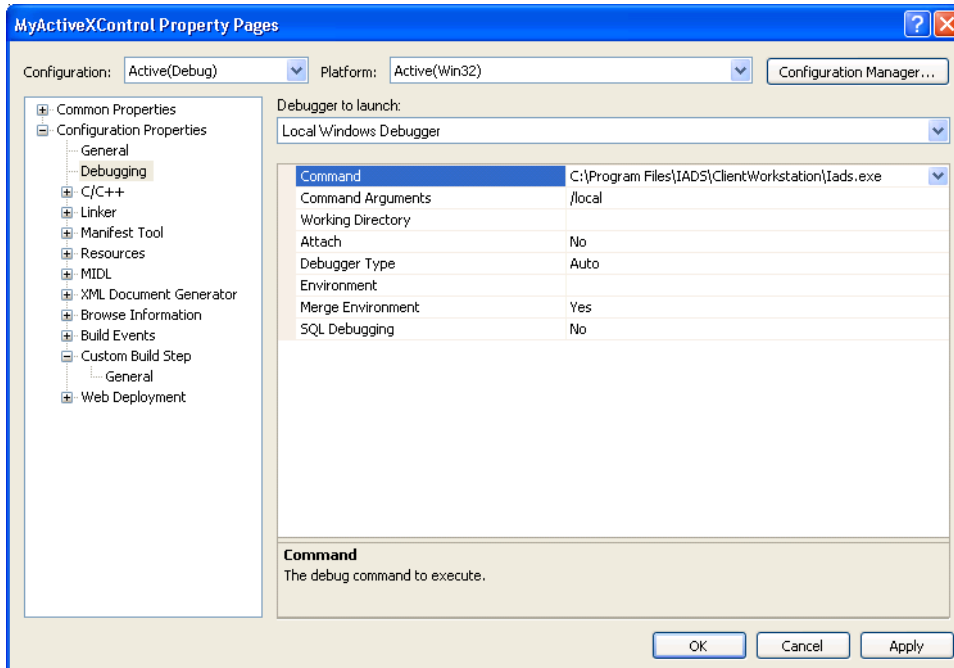 MyActiveXControl Property Pages
Configuration: Active(Debug) Platform: Active(Win32) Configuration Manager...
Common Properties
Configuration Properties
General
Debugging
C/C++
Linker
Manifest Tool
Resources
MIDL
XML Document Generator
Browse Information
Build Events
Custom Build Step
General
Web Deployment
Debugger to launch:
Local Windows Debugger
Command C:\Program Files\IADS\ClientWorkstation\Iads.exe
Command Arguments /local
Working Directory
Attach No
Debugger Type Auto
Environment
Merge Environment Yes
SQL Debugging No
Command
The debug command to execute.
OK Cancel Apply